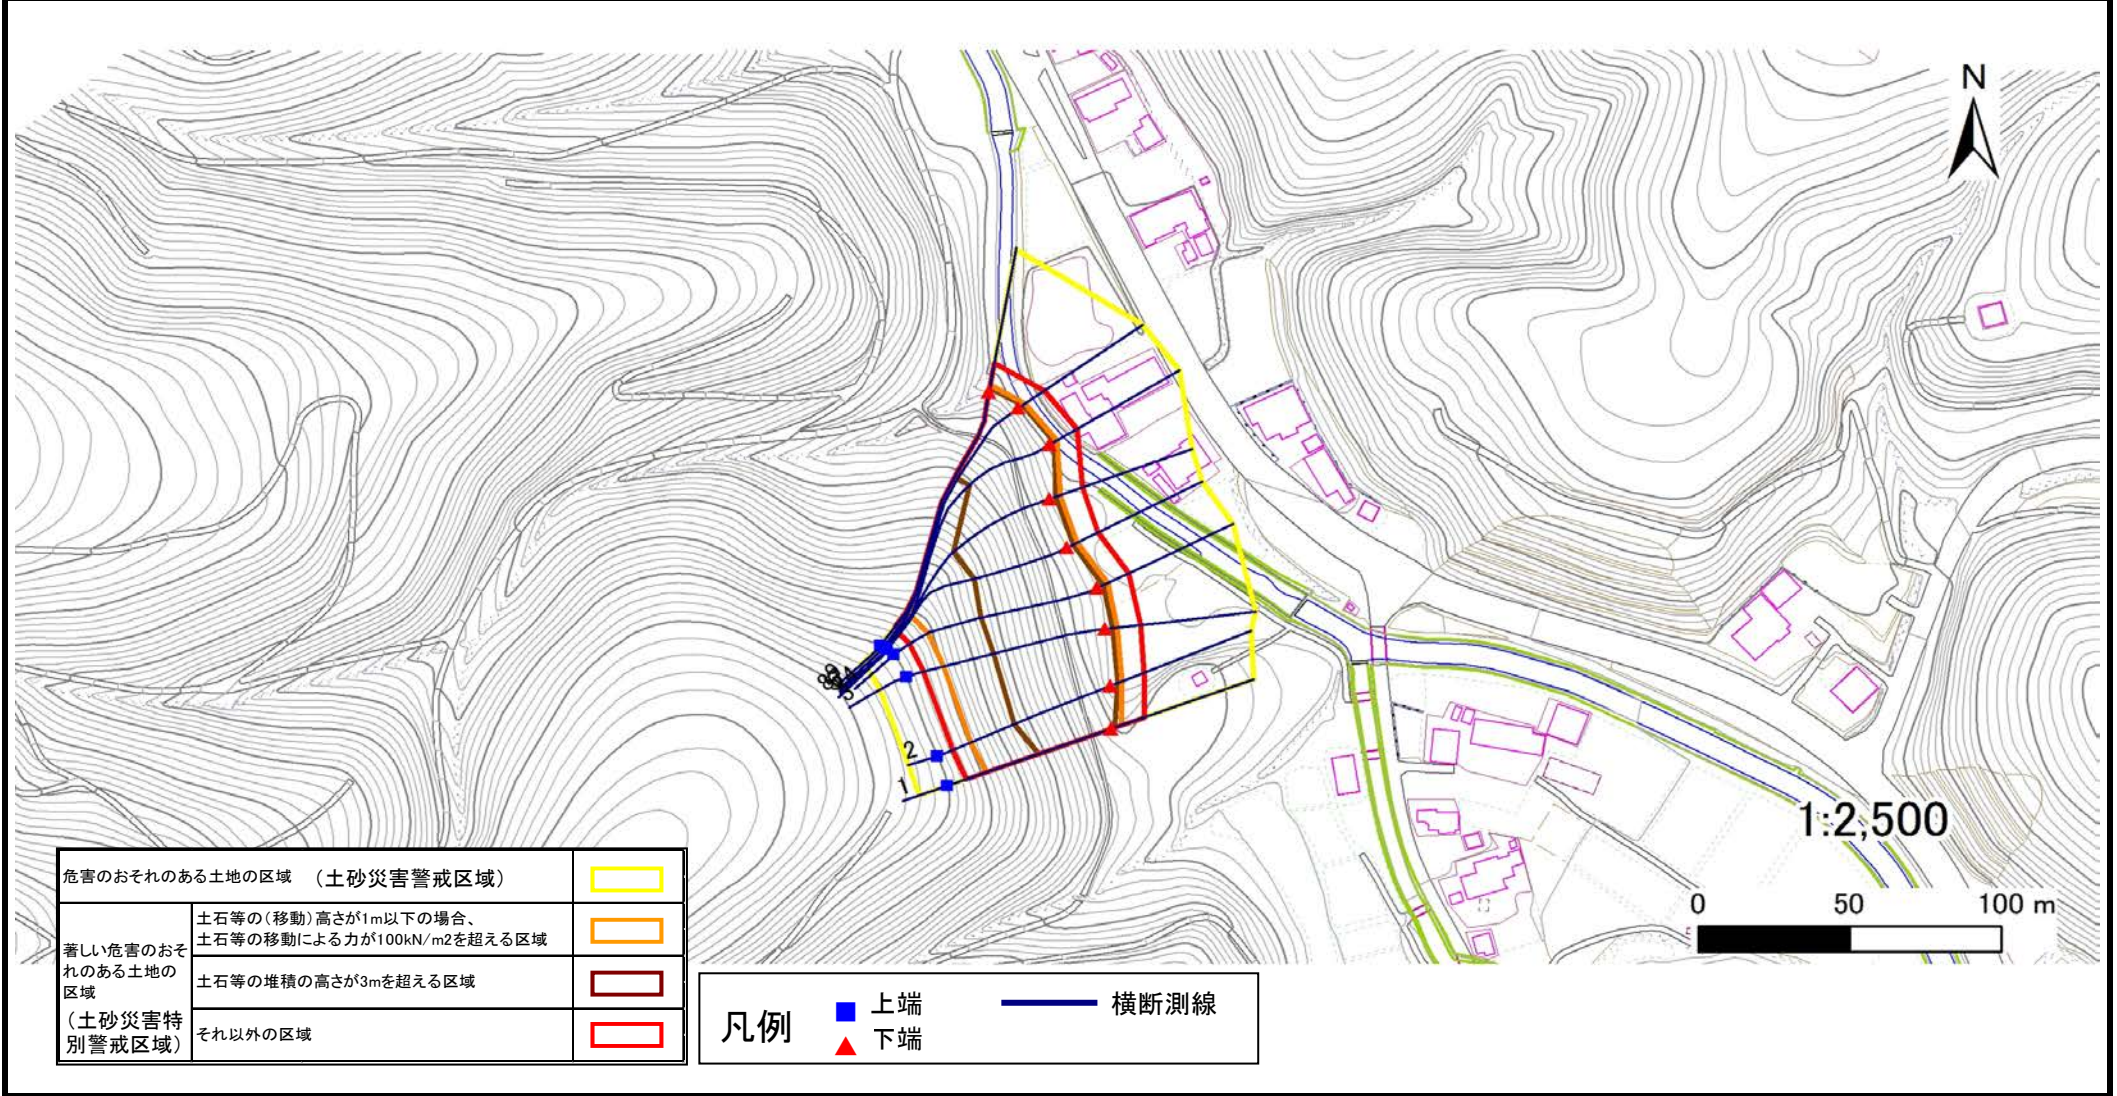 N
2
1
1:2,500
0 50 100 m
危害のおそれのある土地の区域 （土砂災害警戒区域）
著しい危害のおそ
れのある土地の
区域
（土砂災害特
別警戒区域）
土石等の（移動）高さが1m以下の場合、
土石等の移動による力が100kN/m2を超える区域
土石等の堆積の高さが3mを超える区域
それ以外の区域
凡例
上端
下端
横断測線